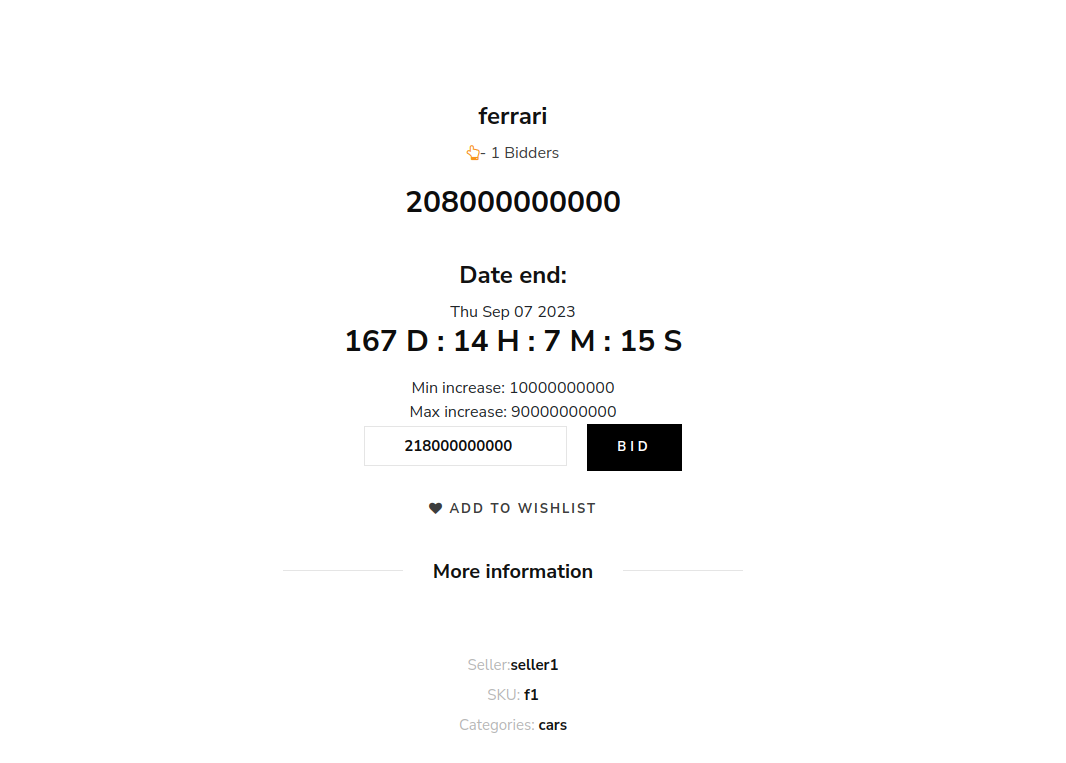 ferrari
- 1 Bidders
208000000000
Date end:
Thu Sep 07 2023
167 D : 14 H : 7 M : 15 S
Min increase: 10000000000
Max increase: 90000000000
218000000000
BID
ADD TO WISHLIST
More information
Seller:seller1
SKU: f1
Categories: cars